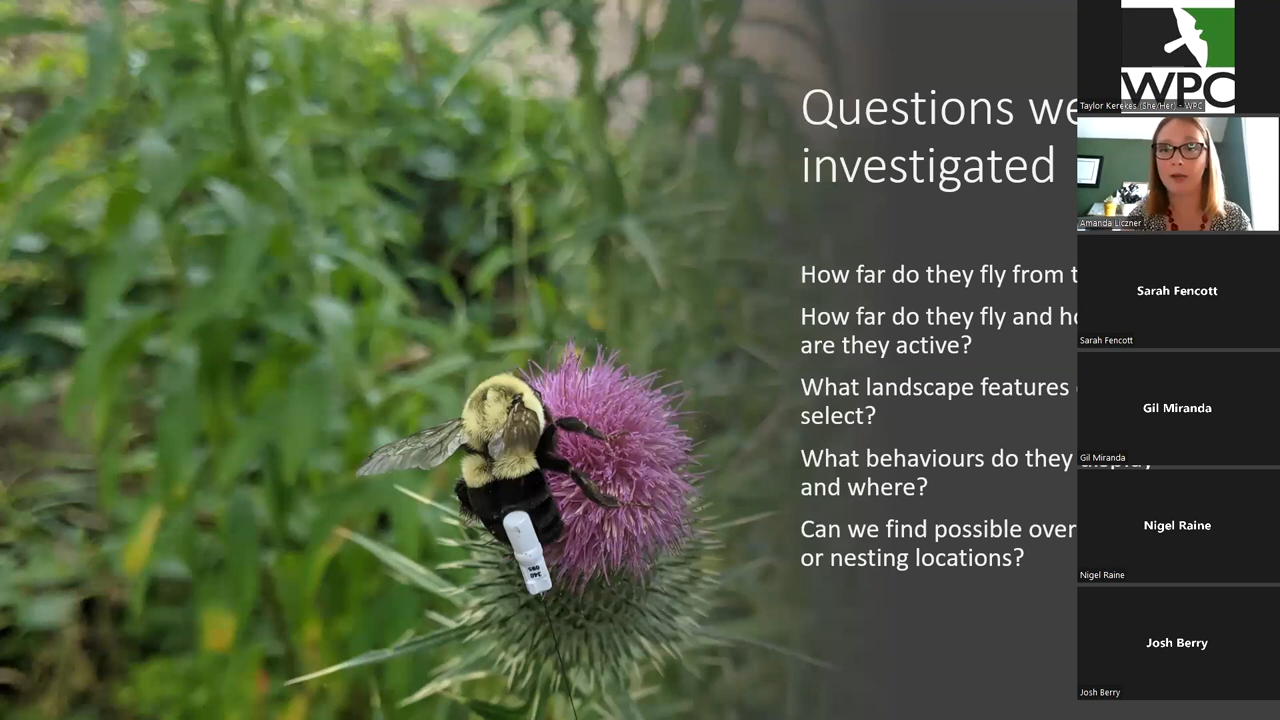 Questions we
investigated
How far do they fly from t
How far do they fly and ho
are they active?
What landscape features
select?
What behaviours do they display,
and where?
Can we find possible over
or nesting locations?
WPC
Taylor Kerekes (She/Her) - WPC
Amanda Liczner
Sarah Fencott
Sarah Fencott
Gil Miranda
Gil Miranda
Nigel Raine
Nigel Raine
Josh Berry
Josh Berry